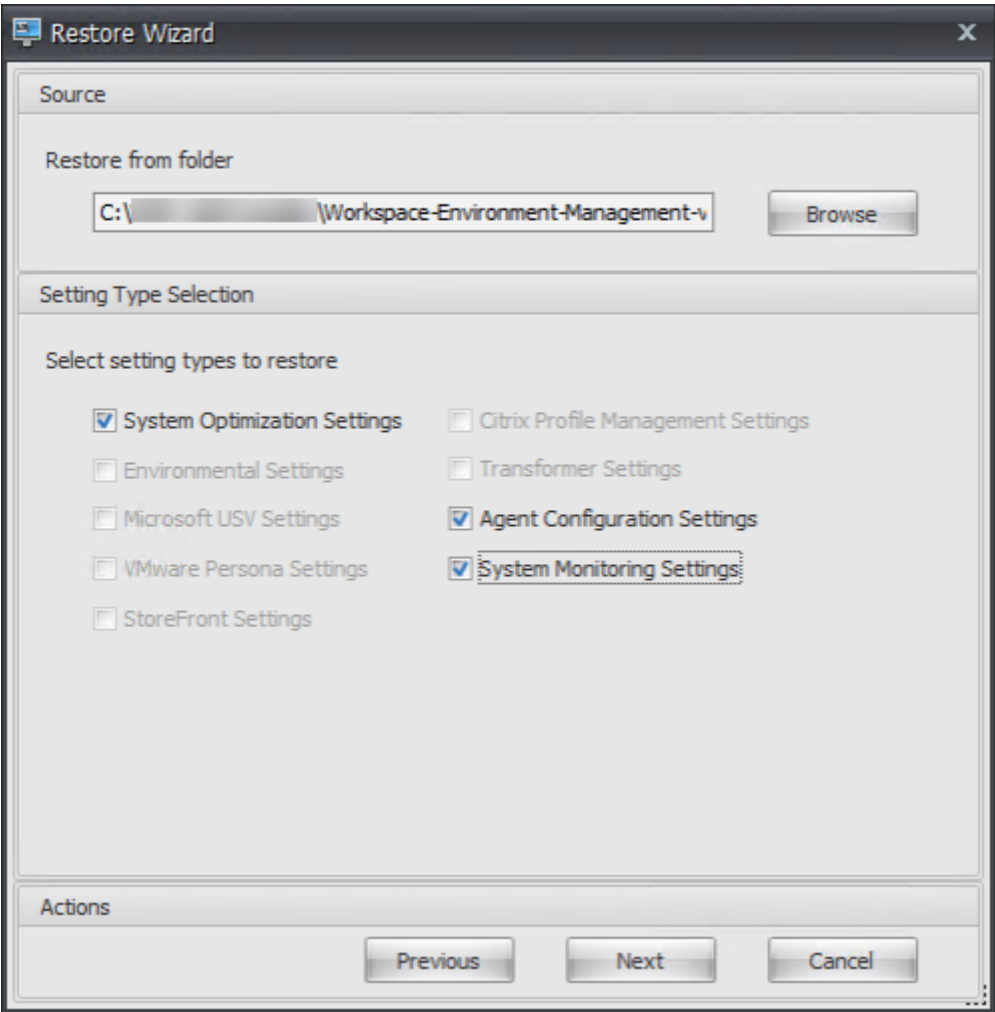 Restore Wizard
x
Source
Restore from folder
C:\ \Workspace-Environment-Management-v
Browse
Setting Type Selection
Select setting types to restore
System Optimization Settings
Citrix Profile Management Settings
Environmental Settings
Transformer Settings
Microsoft USV Settings
Agent Configuration Settings
VMware Persona Settings
System Monitoring Settings
StoreFront Settings
Actions
Previous
Next
Cancel